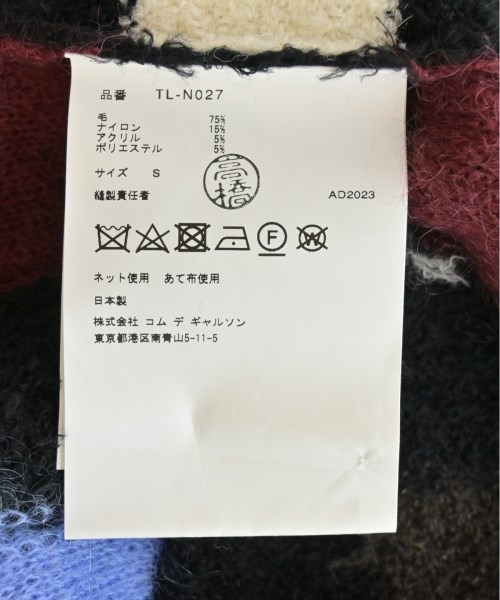 品番 TL-N027
毛 75%
ナイロン 15%
アクリル 5%
ポリエステル 5%
サイズ S
高橋
縫製責任者 AD2023
F W
ネット使用 あて布使用
日本製
株式会社 コム デ ギャルソン
東京都港区南青山5-11-5